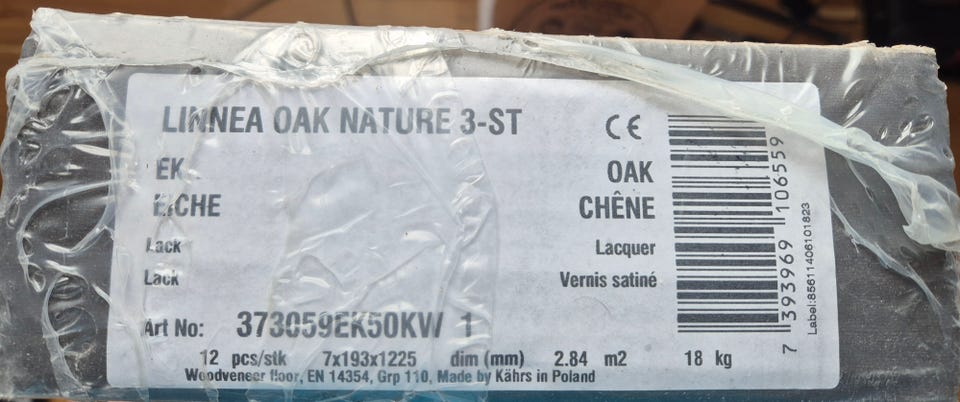 LINNEA OAK NATURE 3-ST
CE
EK
OAK
EICHE
CHÊNE
Lack
Lacquer
Lack
Vernis satiné
Art No: 373059EK50KW 1
12 pcs/stk 7x193x1225 dim (mm) 2.84 m2 18 kg
Woodveneer floor, EN 14354, Grp 110, Made by Kährs in Poland
7 393969 106559
Label:85611406101823